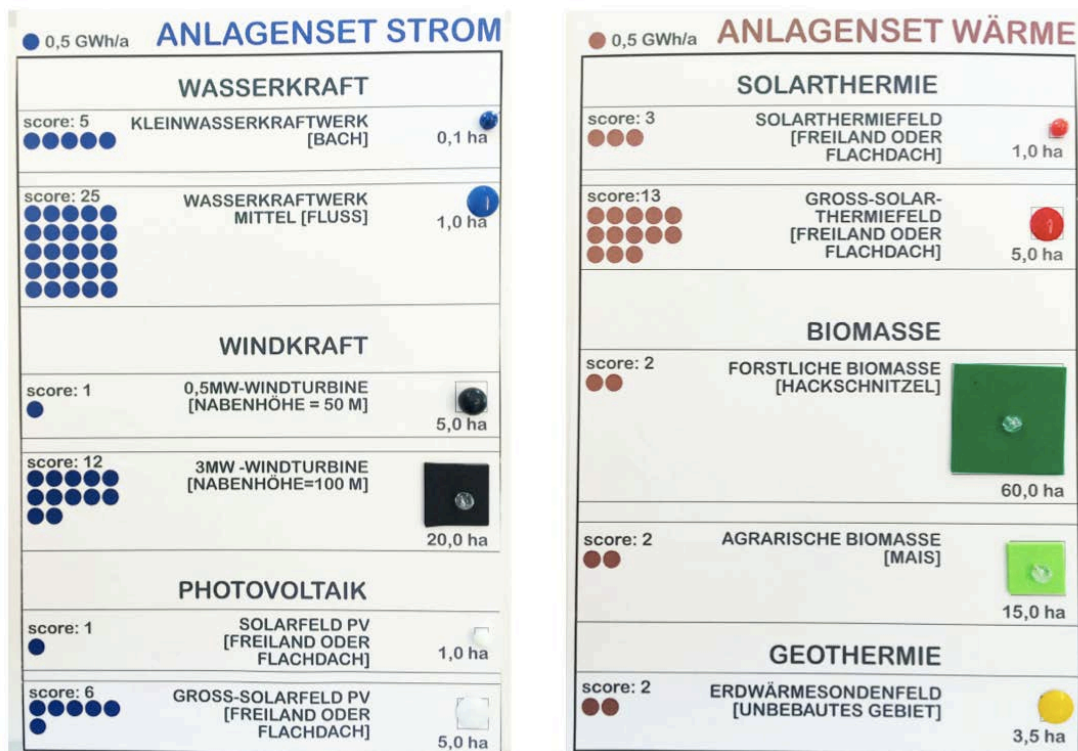 0,5 GWh/a ANLAGENSET STROM
WASSERKRAFT
score: 5 KLEINWASSERKRAFTWERK
[BACH] 0,1 ha
score: 25 WASSERKRAFTWERK
MITTEL [FLUSS] 1,0 ha
WINDKRAFT
score: 1 0,5MW-WINDTURBINE
[NABENHÖHE = 50 M]
5,0 ha
score: 12 3MW -WINDTURBINE
[NABENHÖHE=100 M]
20,0 ha
PHOTOVOLTAIK
score: 1 SOLARFELD PV
[FREILAND ODER
FLACHDACH] 1,0 ha
score: 6 GROSS-SOLARFELD PV
[FREILAND ODER
FLACHDACH] 5,0 ha
0,5 GWh/a ANLAGENSET WÄRME
SOLARTHERMIE
score: 3 SOLARTHERMIEFELD
[FREILAND ODER
FLACHDACH] 1,0 ha
score:13 GROSS-SOLAR-
THERMIEFELD
[FREILAND ODER
FLACHDACH] 5,0 ha
BIOMASSE
score: 2 FORSTLICHE BIOMASSE
[HACKSCHNITZEL]
60,0 ha
score: 2 AGRARISCHE BIOMASSE
[MAIS]
15,0 ha
GEOTHERMIE
score: 2 ERDWÄRMESONDENFELD
[UNBEBAUTES GEBIET]
3,5 ha